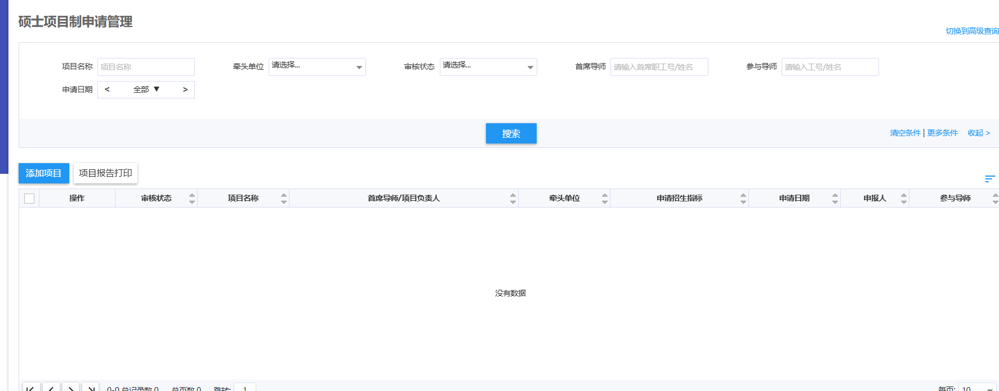 硕士项目制申请管理
切换到高级查询
项目名称 项目名称 牵头单位 请选择... 审核状态 请选择... 首席导师 请输入首席职工号/姓名 参与导师 请输入工号/姓名
申请日期 < 全部 ▼ >
搜索 清空条件 | 更多条件 收起 >
添加项目 项目报告打印
操作 审核状态 项目名称 首席导师/项目负责人 牵头单位 申请招生指标 申请日期 申报人 参与导师
没有数据
0-0 总记录数 0 总页数 0 跳转: 1 每页: 10